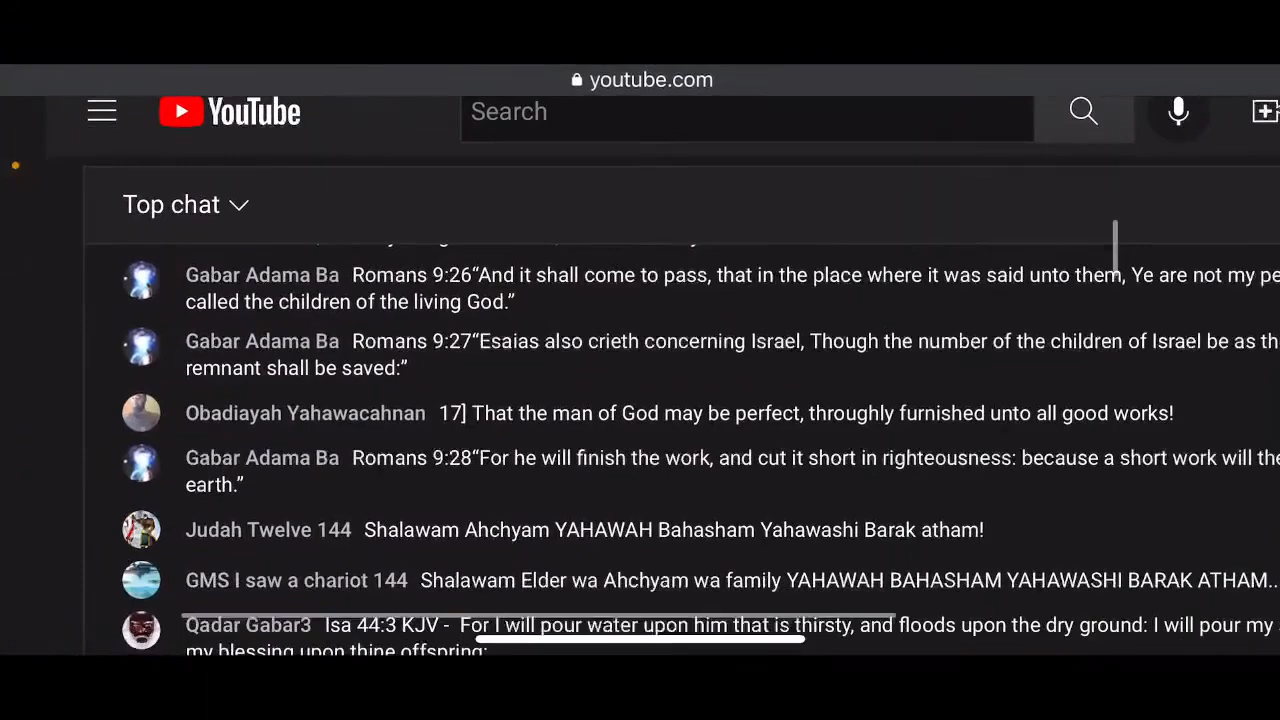 youtube.com
YouTube
Search
Top chat
Gabar Adama Ba Romans 9:26“And it shall come to pass, that in the place where it was said unto them, Ye are not my pe
called the children of the living God.”
Gabar Adama Ba Romans 9:27“Esaias also crieth concerning Israel, Though the number of the children of Israel be as the
remnant shall be saved:”
Obadiayah Yahawacahnan 17] That the man of God may be perfect, throughly furnished unto all good works!
Gabar Adama Ba Romans 9:28“For he will finish the work, and cut it short in righteousness: because a short work will the
earth.”
Judah Twelve 144 Shalawam Ahchyam YAHAWAH Bahasham Yahawashi Barak atham!
GMS I saw a chariot 144 Shalawam Elder wa Ahchyam wa family YAHAWAH BAHASHAM YAHAWASHI BARAK ATHAM..
Qadar Gabar3 Isa 44:3 KJV - For I will pour water upon him that is thirsty, and floods upon the dry ground: I will pour my
my blessing upon thine offspring: